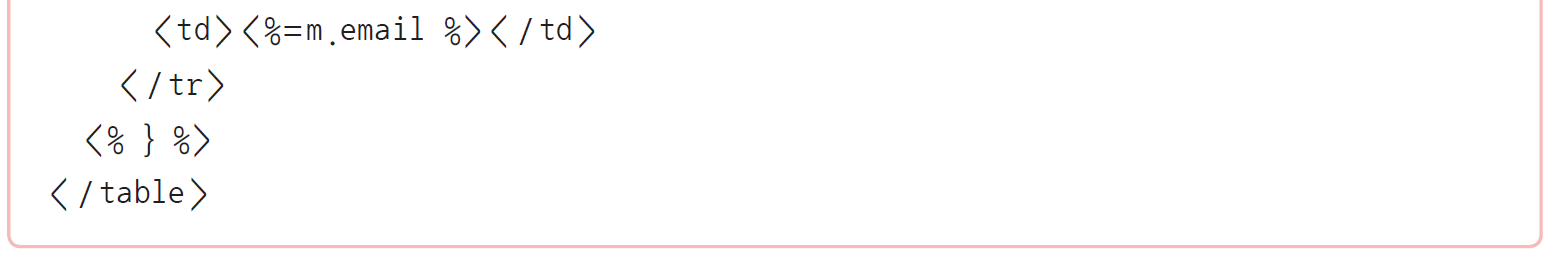 <td><%=m.email %></td>
</tr>
<% } %>
</table>